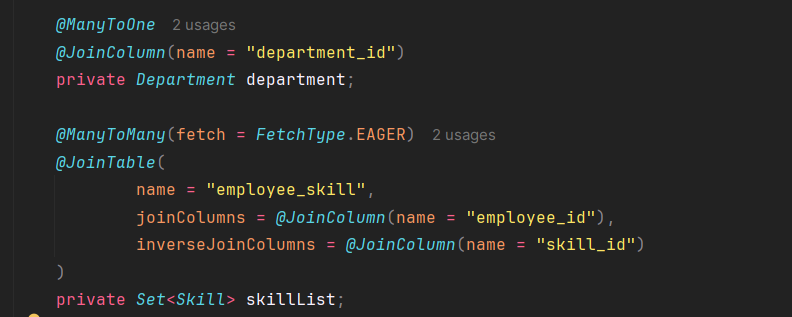 @ManyToOne 2 usages
@JoinColumn(name = "department_id")
private Department department;
@ManyToMany(fetch = FetchType.EAGER) 2 usages
@JoinTable(
name = "employee_skill",
joinColumns = @JoinColumn(name = "employee_id"),
inverseJoinColumns = @JoinColumn(name = "skill_id")
)
private Set<Skill> skillList;